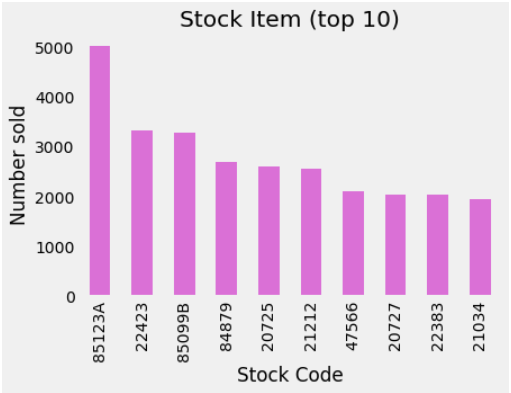 Stock Item (top 10)
5000
4000
3000
2000
1000
0
Number sold
85123A
22423
85099B
84879
20725
21212
47566
20727
22383
21034
Stock Code